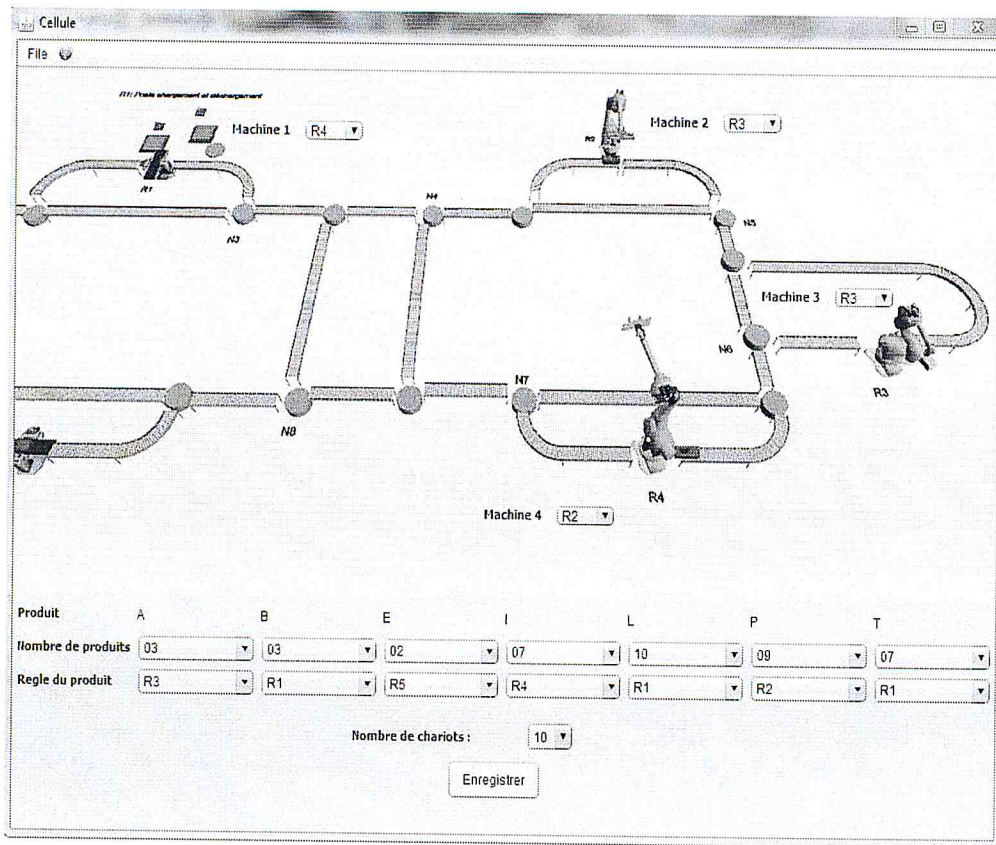 Cellule
File
R1: Poste chargement et déchargement
Machine 1 R4
Machine 2 R3
R2
R1
N3
N4
N5
Machine 3 R3
N6
R3
N7
N8
R4
Machine 4 R2
Produit A B E I L P T
Nombre de produits 03 03 02 07 10 09 07
Regle du produit R3 R1 R5 R4 R1 R2 R1
Nombre de chariots : 10
Enregistrer